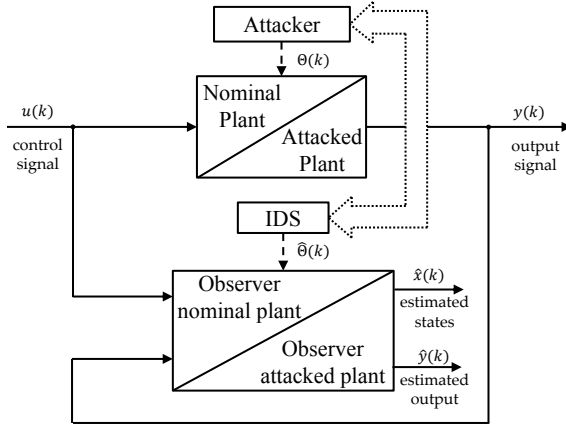 Attacker
Θ(k)
u(k)
control
signal
Nominal
Plant
Attacked
Plant
y(k)
output
signal
IDS
Θ̂(k)
Observer
nominal plant
Observer
attacked plant
x̂(k)
estimated
states
ŷ(k)
estimated
output